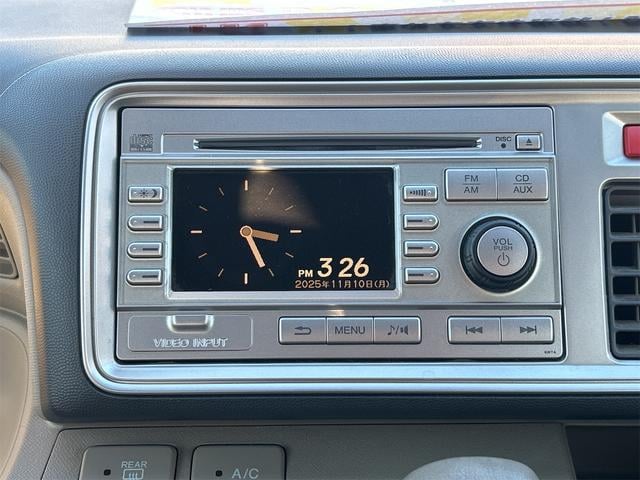 DISC
FM
AM
CD
AUX
VOL
PUSH
PM 3 26
2025年11月10日(月)
MENU
VIDEO INPUT
REAR
A/C